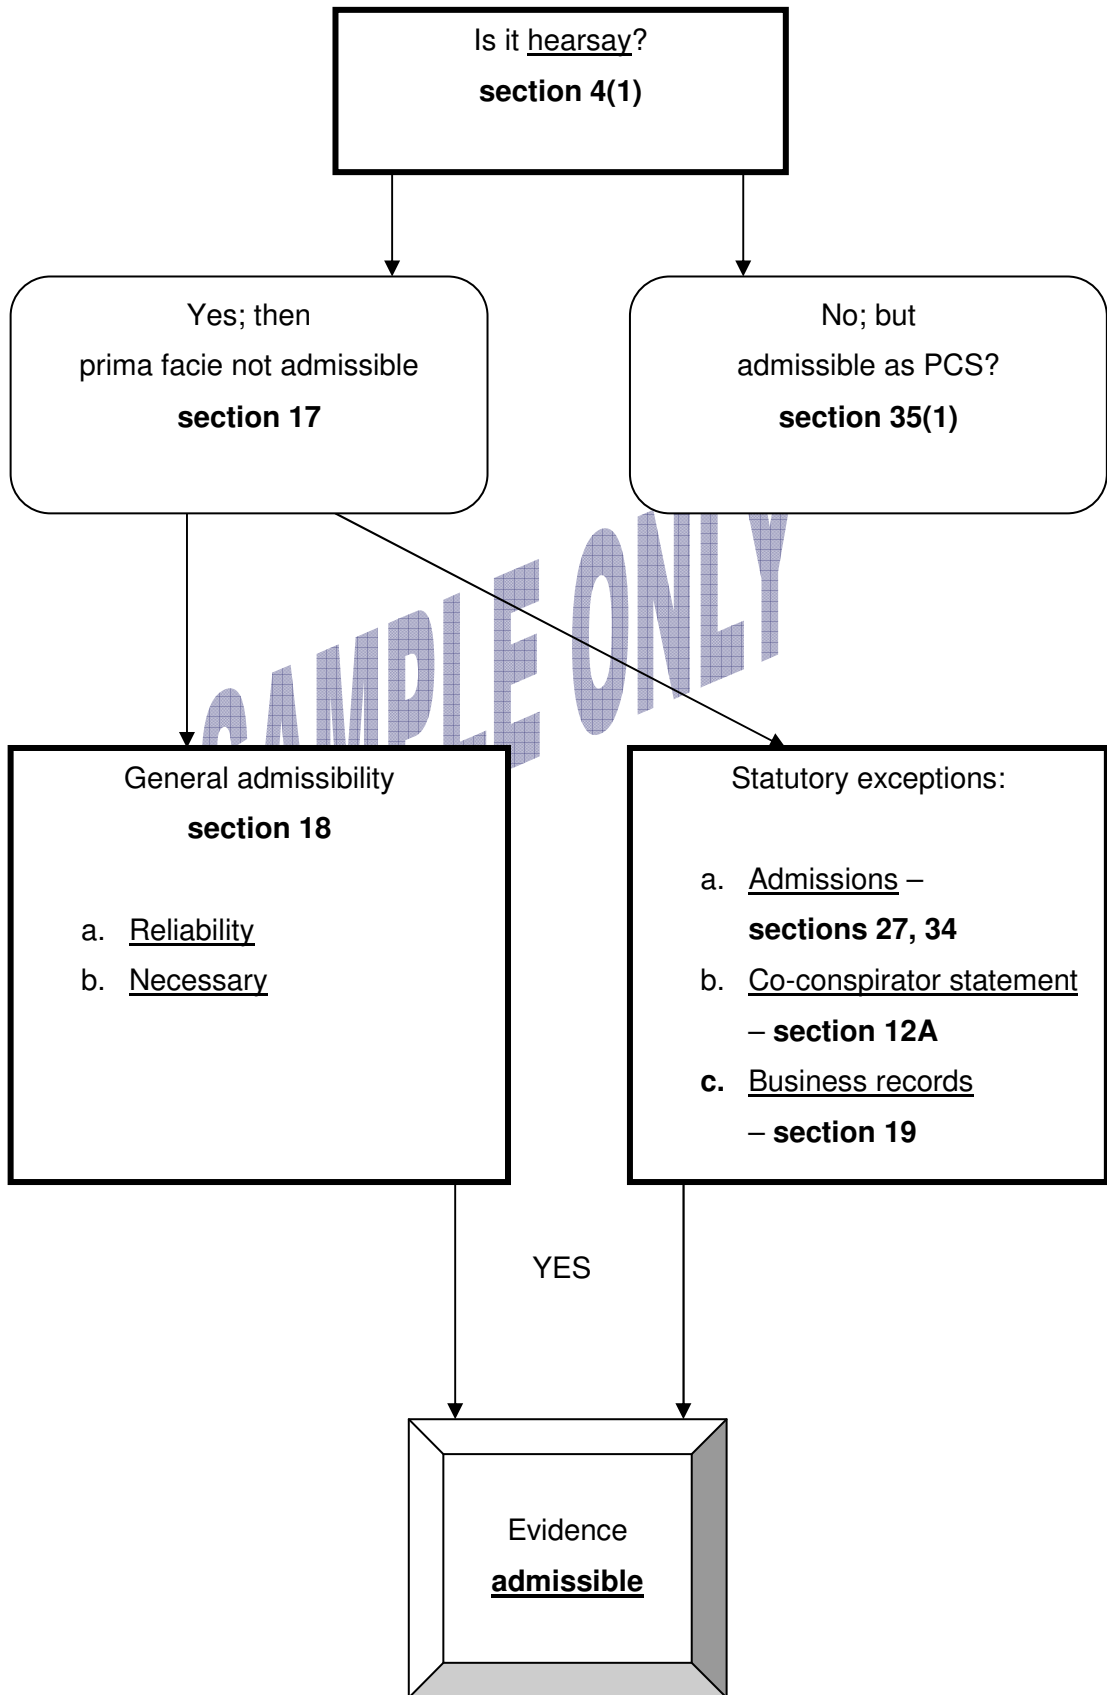 Is it hearsay?
section 4(1)
Yes; then
prima facie not admissible
section 17
No; but
admissible as PCS?
section 35(1)
SAMPLE ONLY
General admissibility
section 18
a. Reliability
b. Necessary
Statutory exceptions:
a. Admissions –
sections 27, 34
b. Co-conspirator statement
– section 12A
c. Business records
– section 19
YES
Evidence
admissible